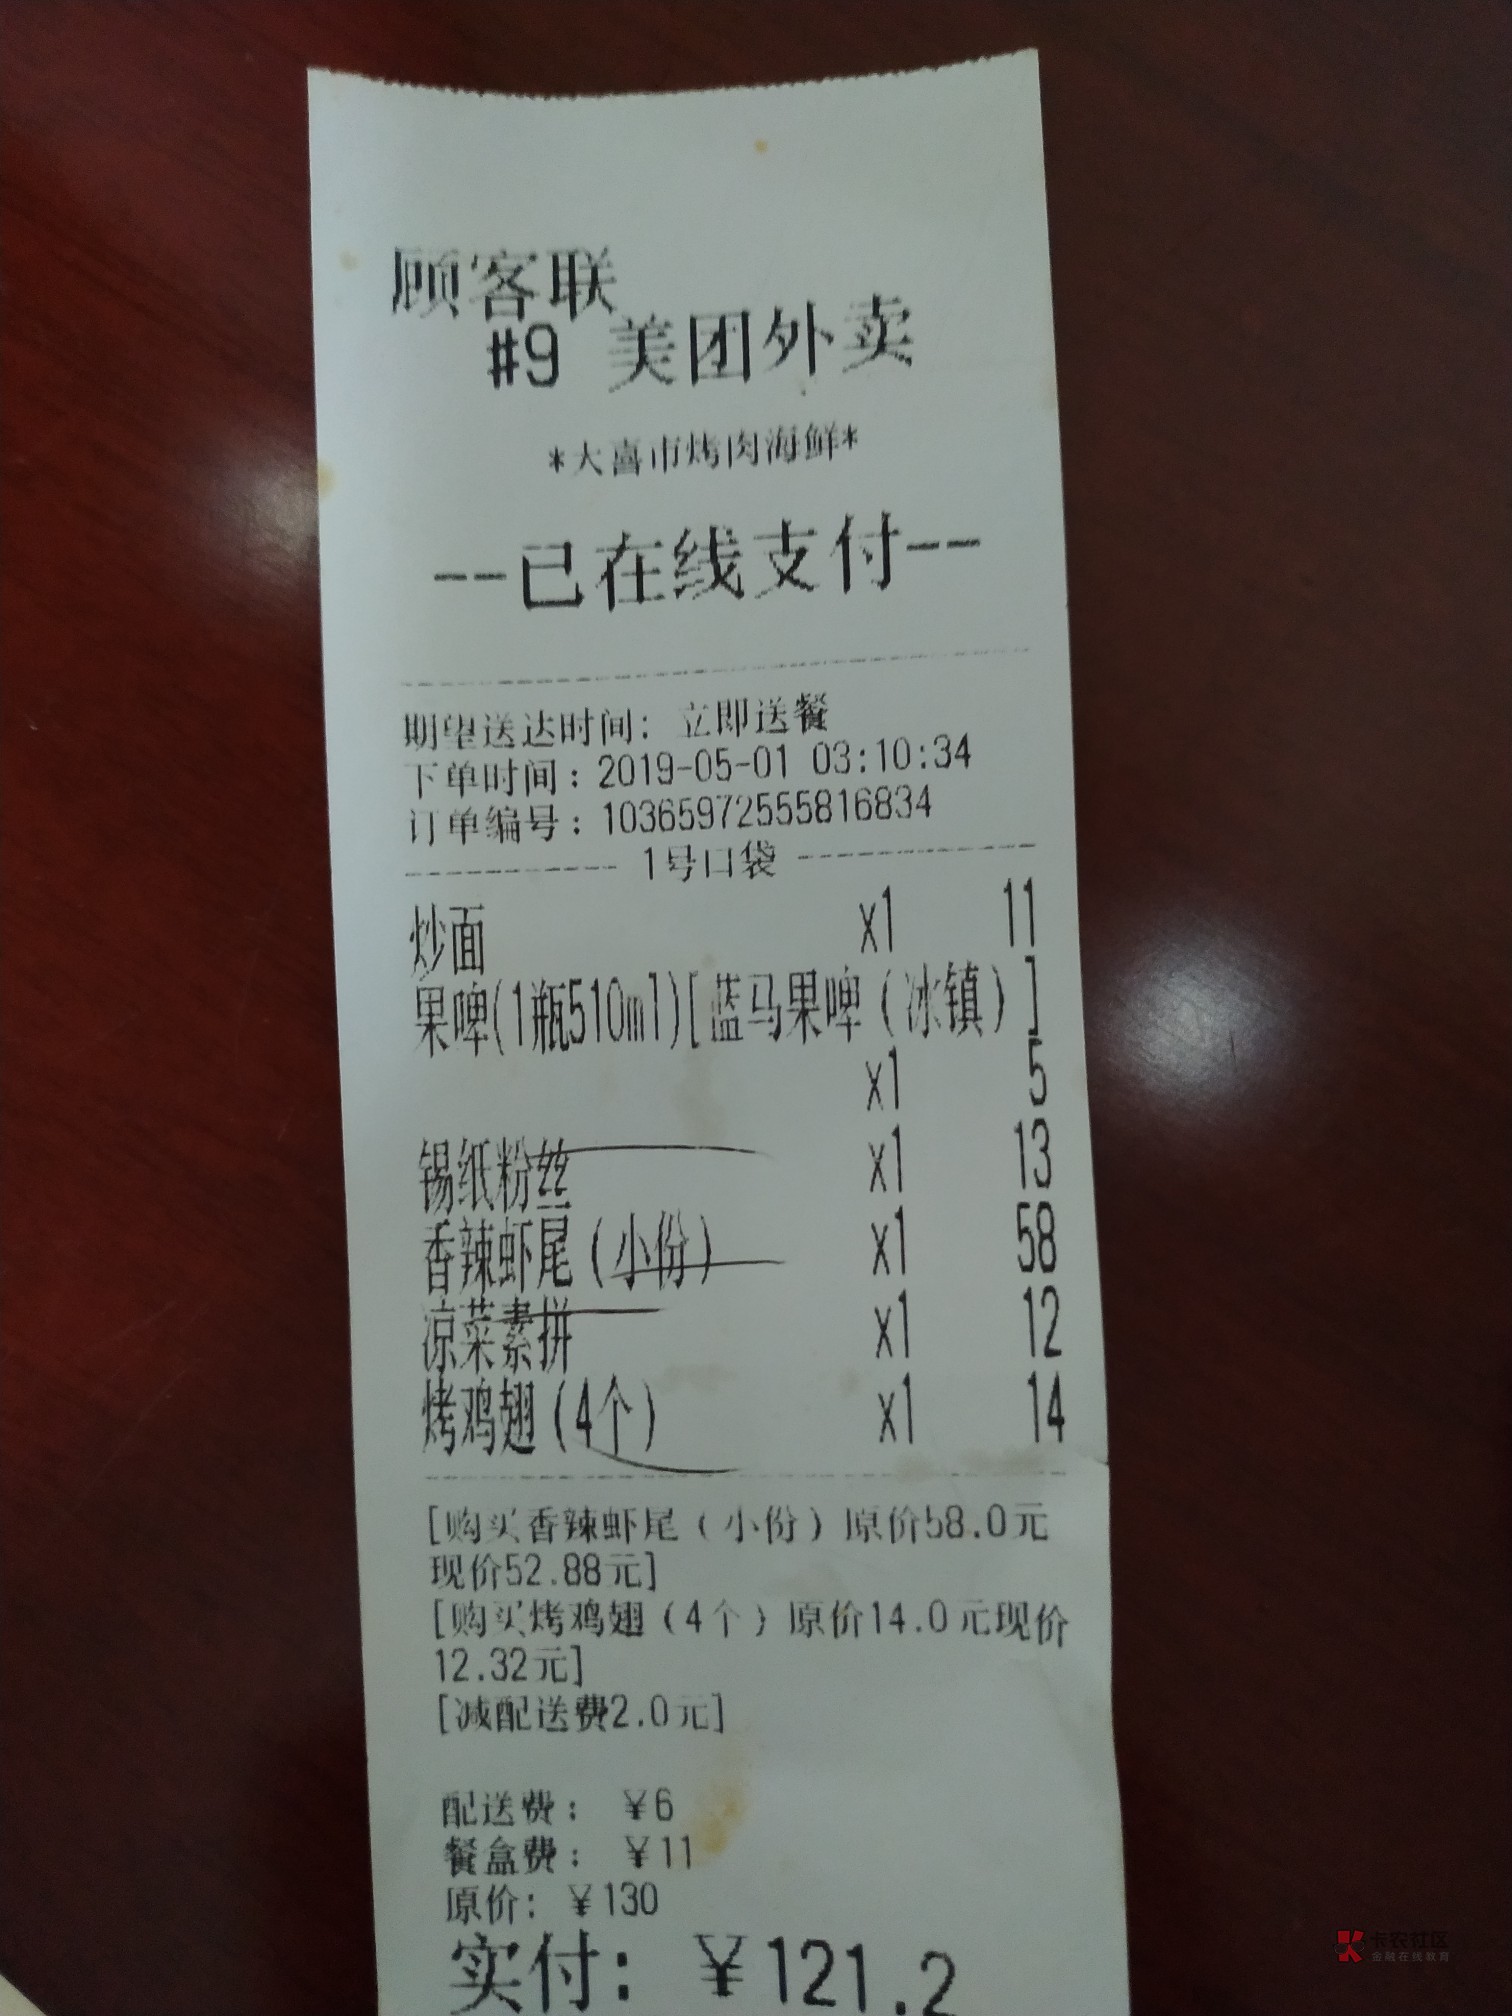 顾客联
#9 美团外卖
*大喜市烤肉海鲜*
--已在线支付--
期望送达时间: 立即送餐
下单时间:2019-05-01 03:10:34
订单编号:10365972555816834
1号口袋
炒面 x1 11
果啤(1瓶510ml)[蓝马果啤(冰镇)]
x1 5
锡纸粉丝 x1 13
香辣虾尾(小份) x1 58
凉菜素拼 x1 12
烤鸡翅(4个) x1 14
[购买香辣虾尾(小份)原价58.0元
现价52.88元]
[购买烤鸡翅(4个)原价14.0元现价
12.32元]
[减配送费2.0元]
配送费: ¥6
餐盒费: ¥11
原价: ¥130
实付: ¥121.2
卡农社区
金融在线教育